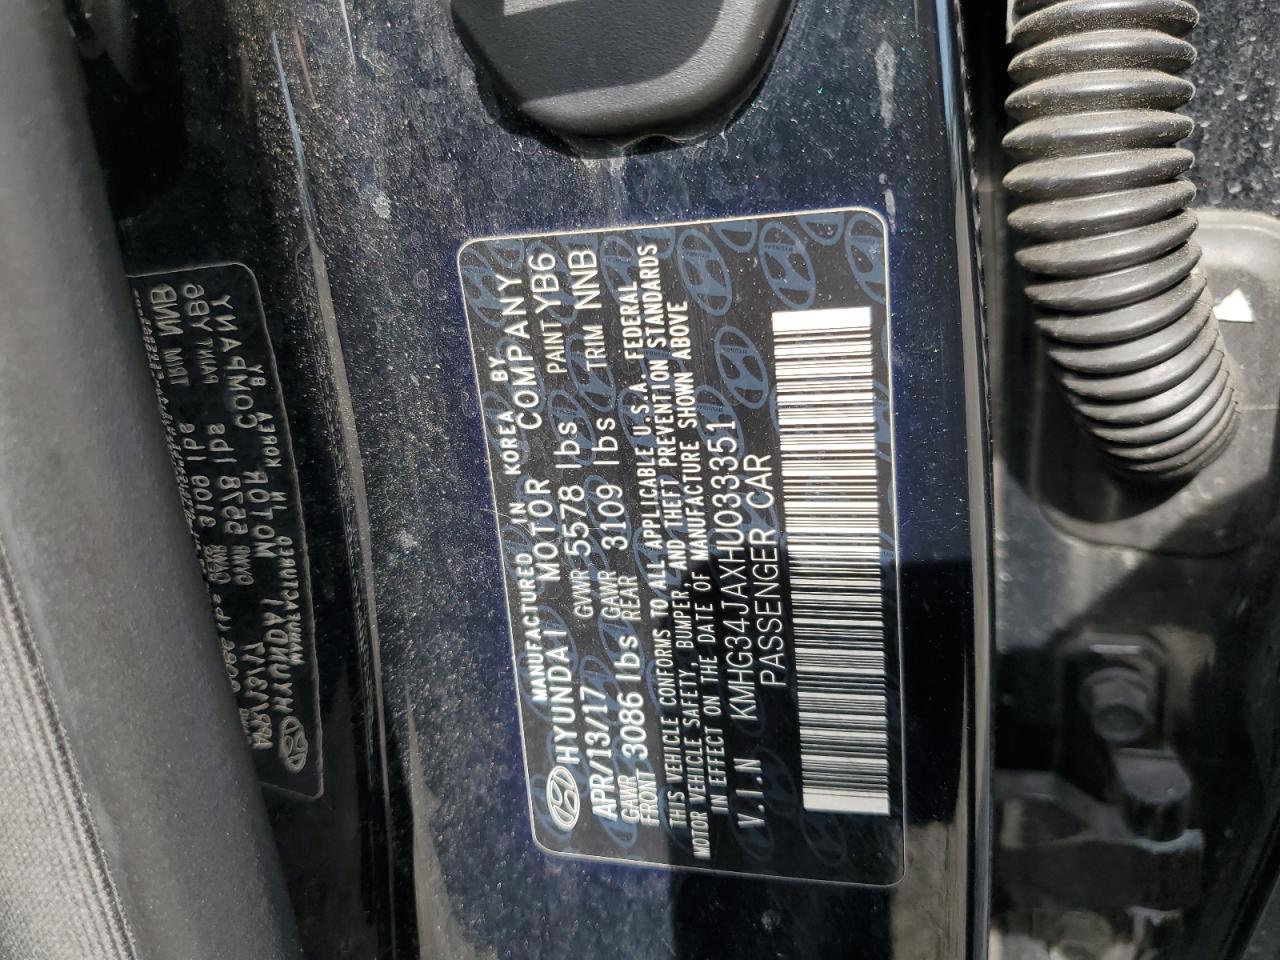 MANUFACTURED IN KOREA BY
HYUNDAI MOTOR COMPANY
APR/13/17 GVWR 5578 lbs PAINT YB6
GAWR FRONT 3086 lbs GAWR REAR 3109 lbs TRIM NNB
THIS VEHICLE CONFORMS TO ALL APPLICABLE U.S.A. FEDERAL
MOTOR VEHICLE SAFETY, BUMPER, AND THEFT PREVENTION STANDARDS
IN EFFECT ON THE DATE OF MANUFACTURE SHOWN ABOVE
V.I.N KMHG34JAXHU033351
PASSENGER CAR